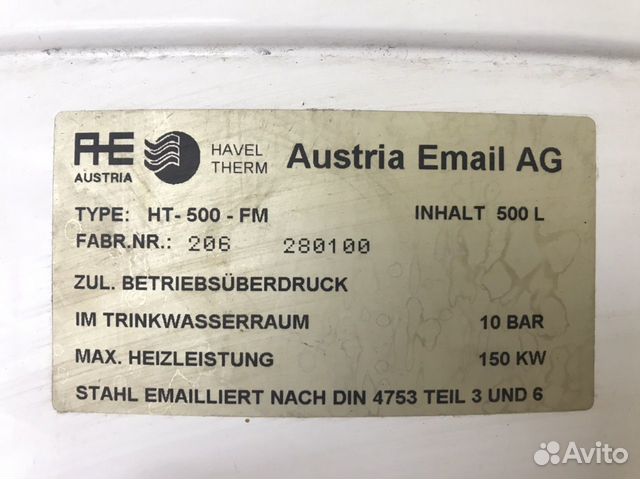 AE AUSTRIA HAVEL THERM Austria Email AG
TYPE: HT-500-FM INHALT 500 L
FABR.NR.: 206 280100
ZUL. BETRIEBSÜBERDRUCK
IM TRINKWASSERRAUM 10 BAR
MAX. HEIZLEISTUNG 150 KW
STAHL EMAILLIERT NACH DIN 4753 TEIL 3 UND 6
Avito